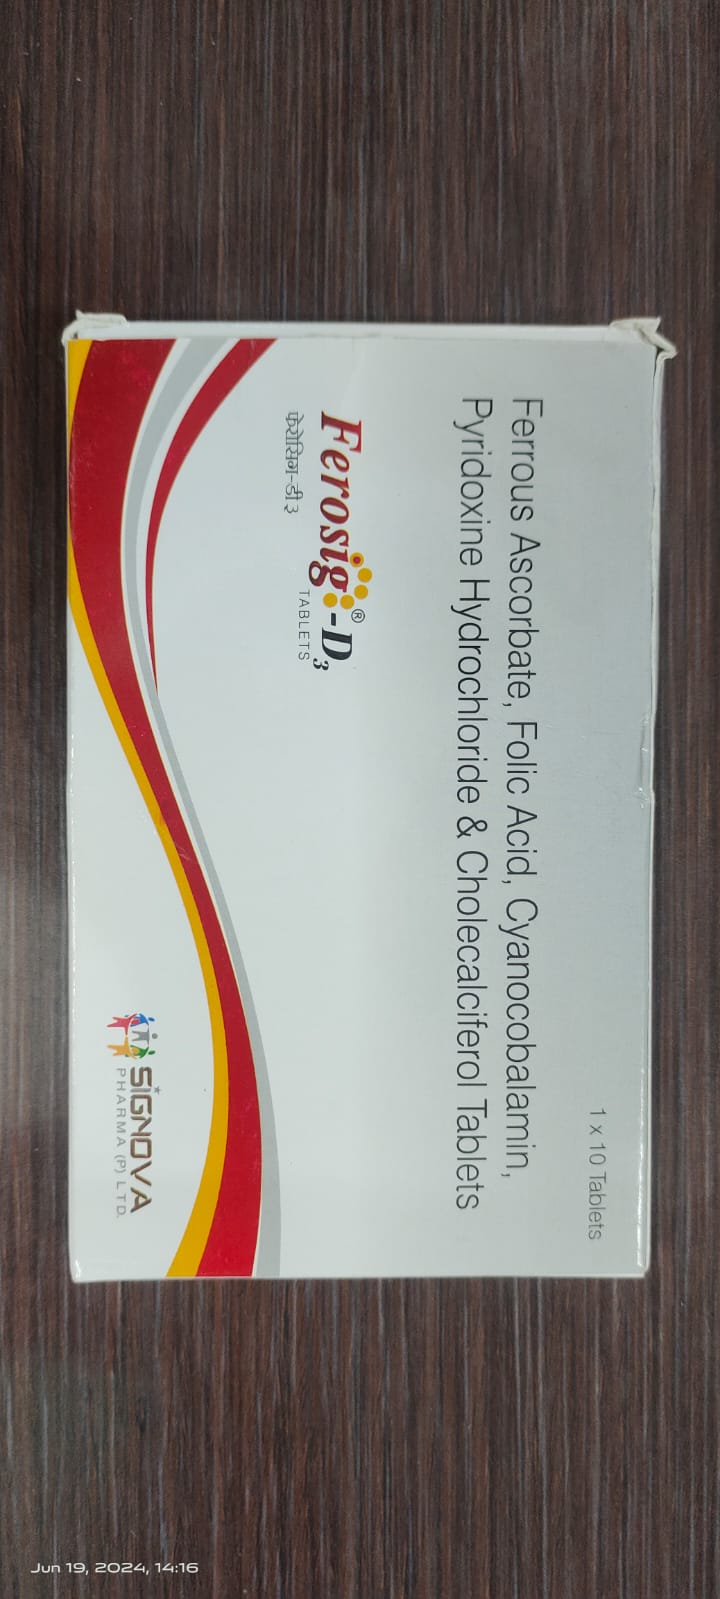 1 x 10 Tablets
Ferrous Ascorbate, Folic Acid, Cyanocobalamin,
Pyridoxine Hydrochloride & Cholecalciferol Tablets
Ferosig®-D3
TABLETS
फेरोसिग-डी३
SIGNOVA
PHARMA (P) LTD.
Jun 19, 2024, 14:16